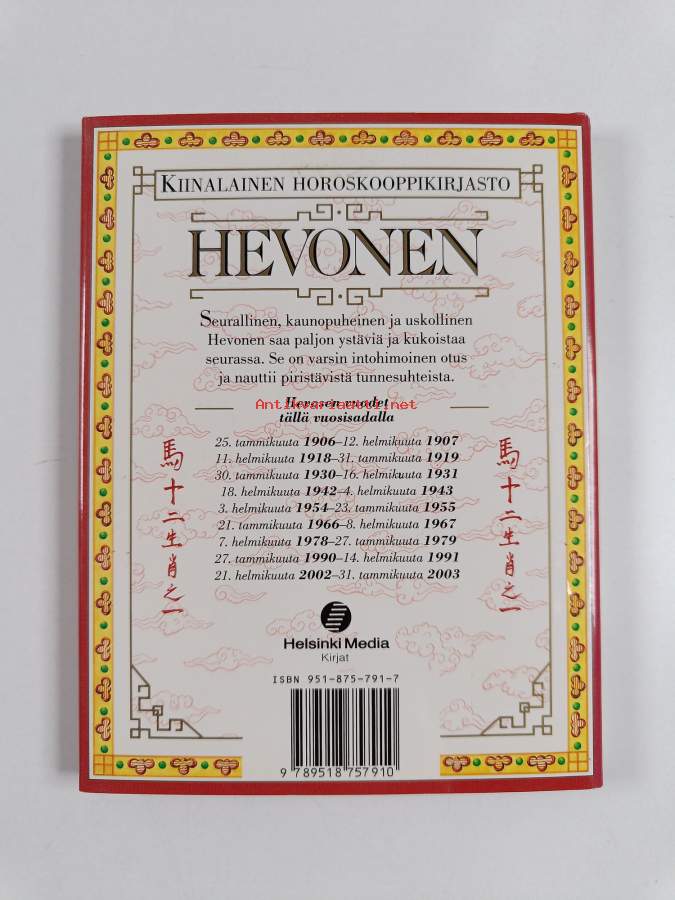 KIINALAINEN HOROSKOOPPIKIRJASTO
HEVONEN
Seurallinen, kaunopuheinen ja uskollinen
Hevonen saa paljon ystäviä ja kukoistaa
seurassa. Se on varsin intohimoinen otus
ja nauttii piristävistä tunnesuhteista.
Hevosen vuodet
Antikvariaatti.net
tällä vuosisadalla
25. tammikuuta 1906–12. helmikuuta 1907
11. helmikuuta 1918–31. tammikuuta 1919
30. tammikuuta 1930–16. helmikuuta 1931
18. helmikuuta 1942–4. helmikuuta 1943
3. helmikuuta 1954–23. tammikuuta 1955
21. tammikuuta 1966–8. helmikuuta 1967
7. helmikuuta 1978–27. tammikuuta 1979
27. tammikuuta 1990–14. helmikuuta 1991
21. helmikuuta 2002–31. tammikuuta 2003
馬十二生肖之一
馬十二生肖之一
Helsinki Media
Kirjat
ISBN 951-875-791-7
9 789518 757910